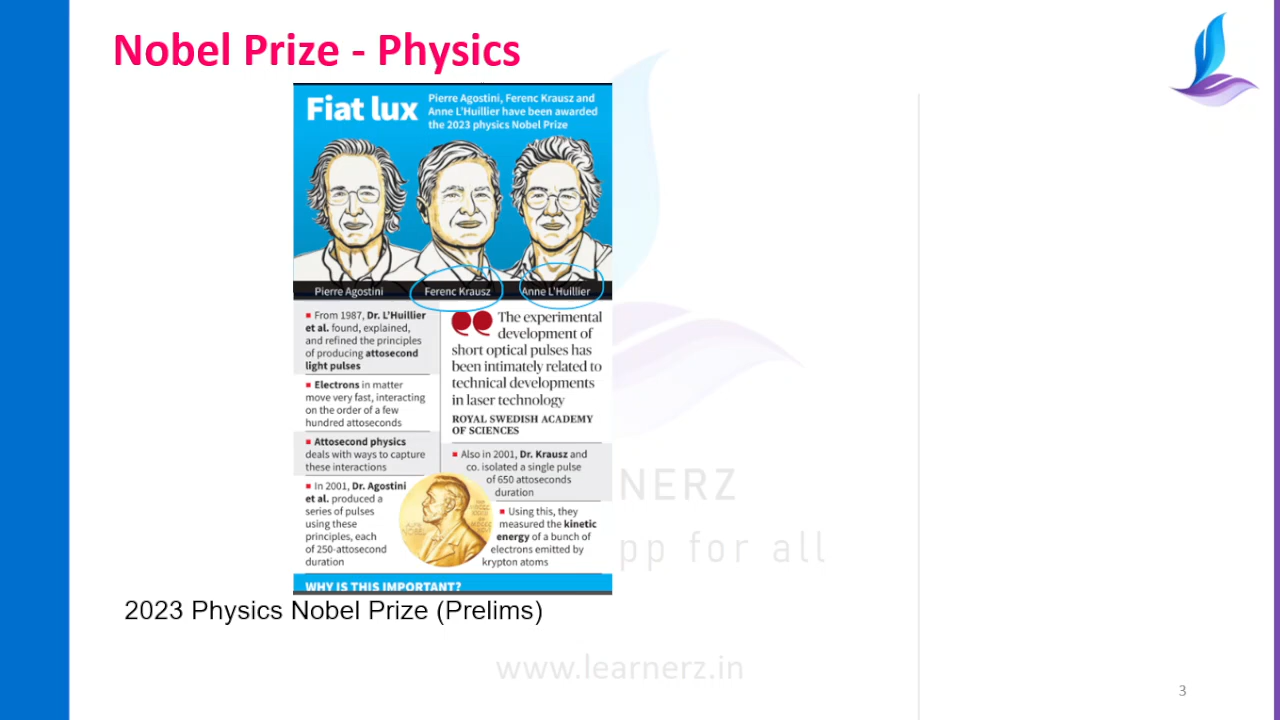 Nobel Prize - Physics
Fiat lux
Pierre Agostini, Ferenc Krausz and
Anne L'Huillier have been awarded
the 2023 physics Nobel Prize
Pierre Agostini
Ferenc Krausz
Anne L'Huillier
From 1987, Dr. L'Huillier
et al. found, explained,
and refined the principles
of producing attosecond
light pulses
Electrons in matter
move very fast, interacting
on the order of a few
hundred attoseconds
Attosecond physics
deals with ways to capture
these interactions
In 2001, Dr. Agostini
et al. produced a
series of pulses
using these
principles, each
of 250-attosecond
duration
The experimental
development of
short optical pulses has
been intimately related to
technical developments
in laser technology
ROYAL SWEDISH ACADEMY
OF SCIENCES
Also in 2001, Dr. Krausz and
co. isolated a single pulse
of 650 attoseconds
duration
Using this, they
measured the kinetic
energy of a bunch of
electrons emitted by
krypton atoms
WHY IS THIS IMPORTANT?
2023 Physics Nobel Prize (Prelims)
NERZ
pp for all
www.learnerz.in
3